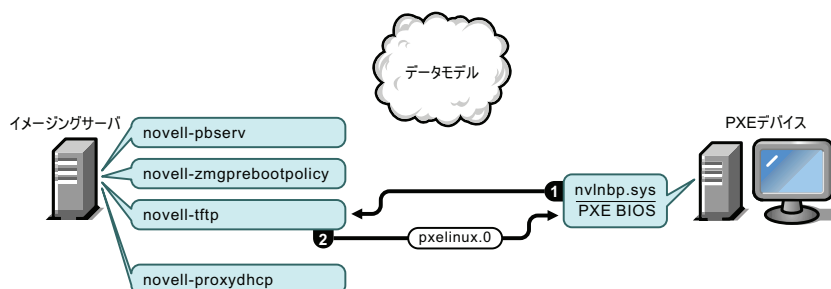 データモデル
イメージングサーバ
PXEデバイス
novell-pbserv
novell-zmgprebootpolicy
novell-tftp
1
nvlnbp.sys
PXE BIOS
2
pxelinux.0
novell-proxydhcp